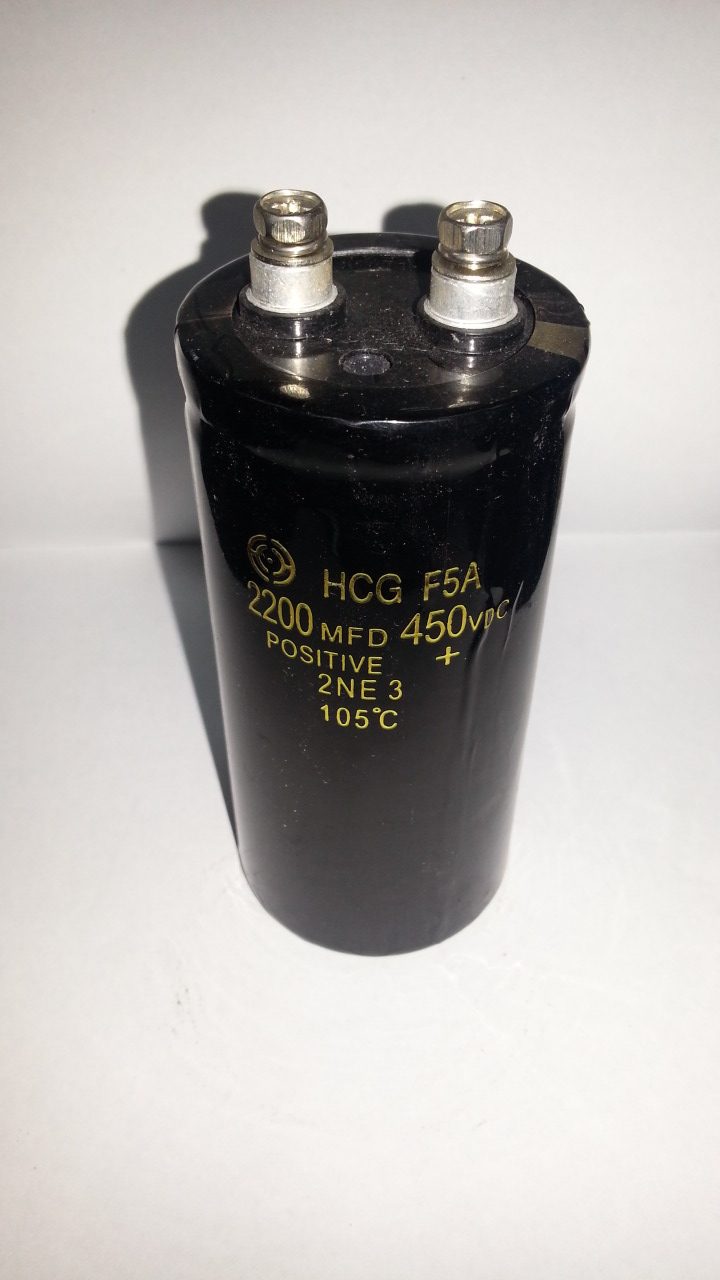 HCG F5A
2200 MFD 450VDC
POSITIVE +
2NE 3
105°C